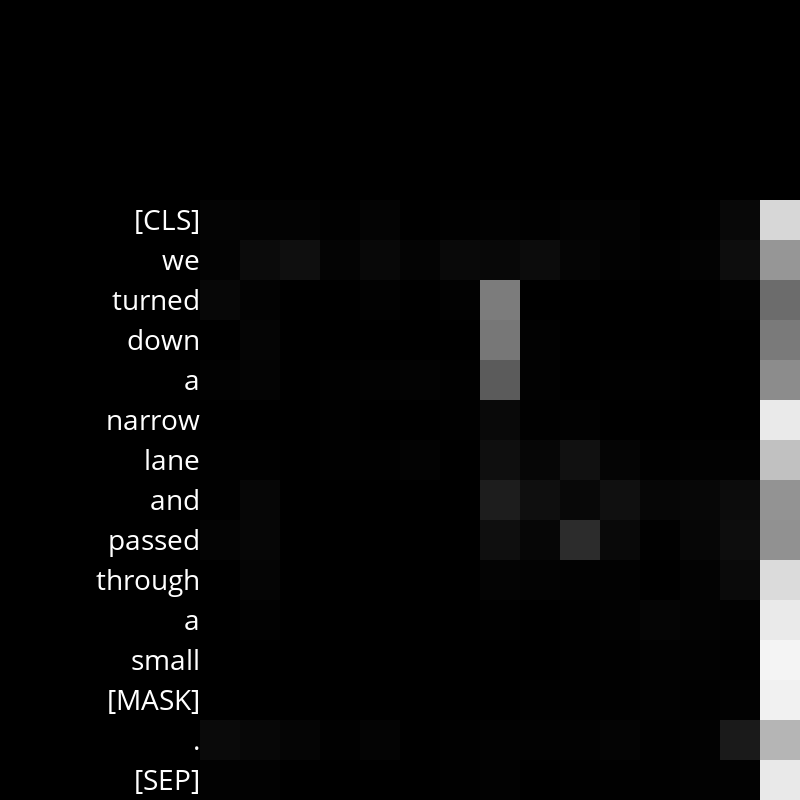 [CLS]
we
turned
down
a
narrow
lane
and
passed
through
a
small
[MASK]
.
[SEP]